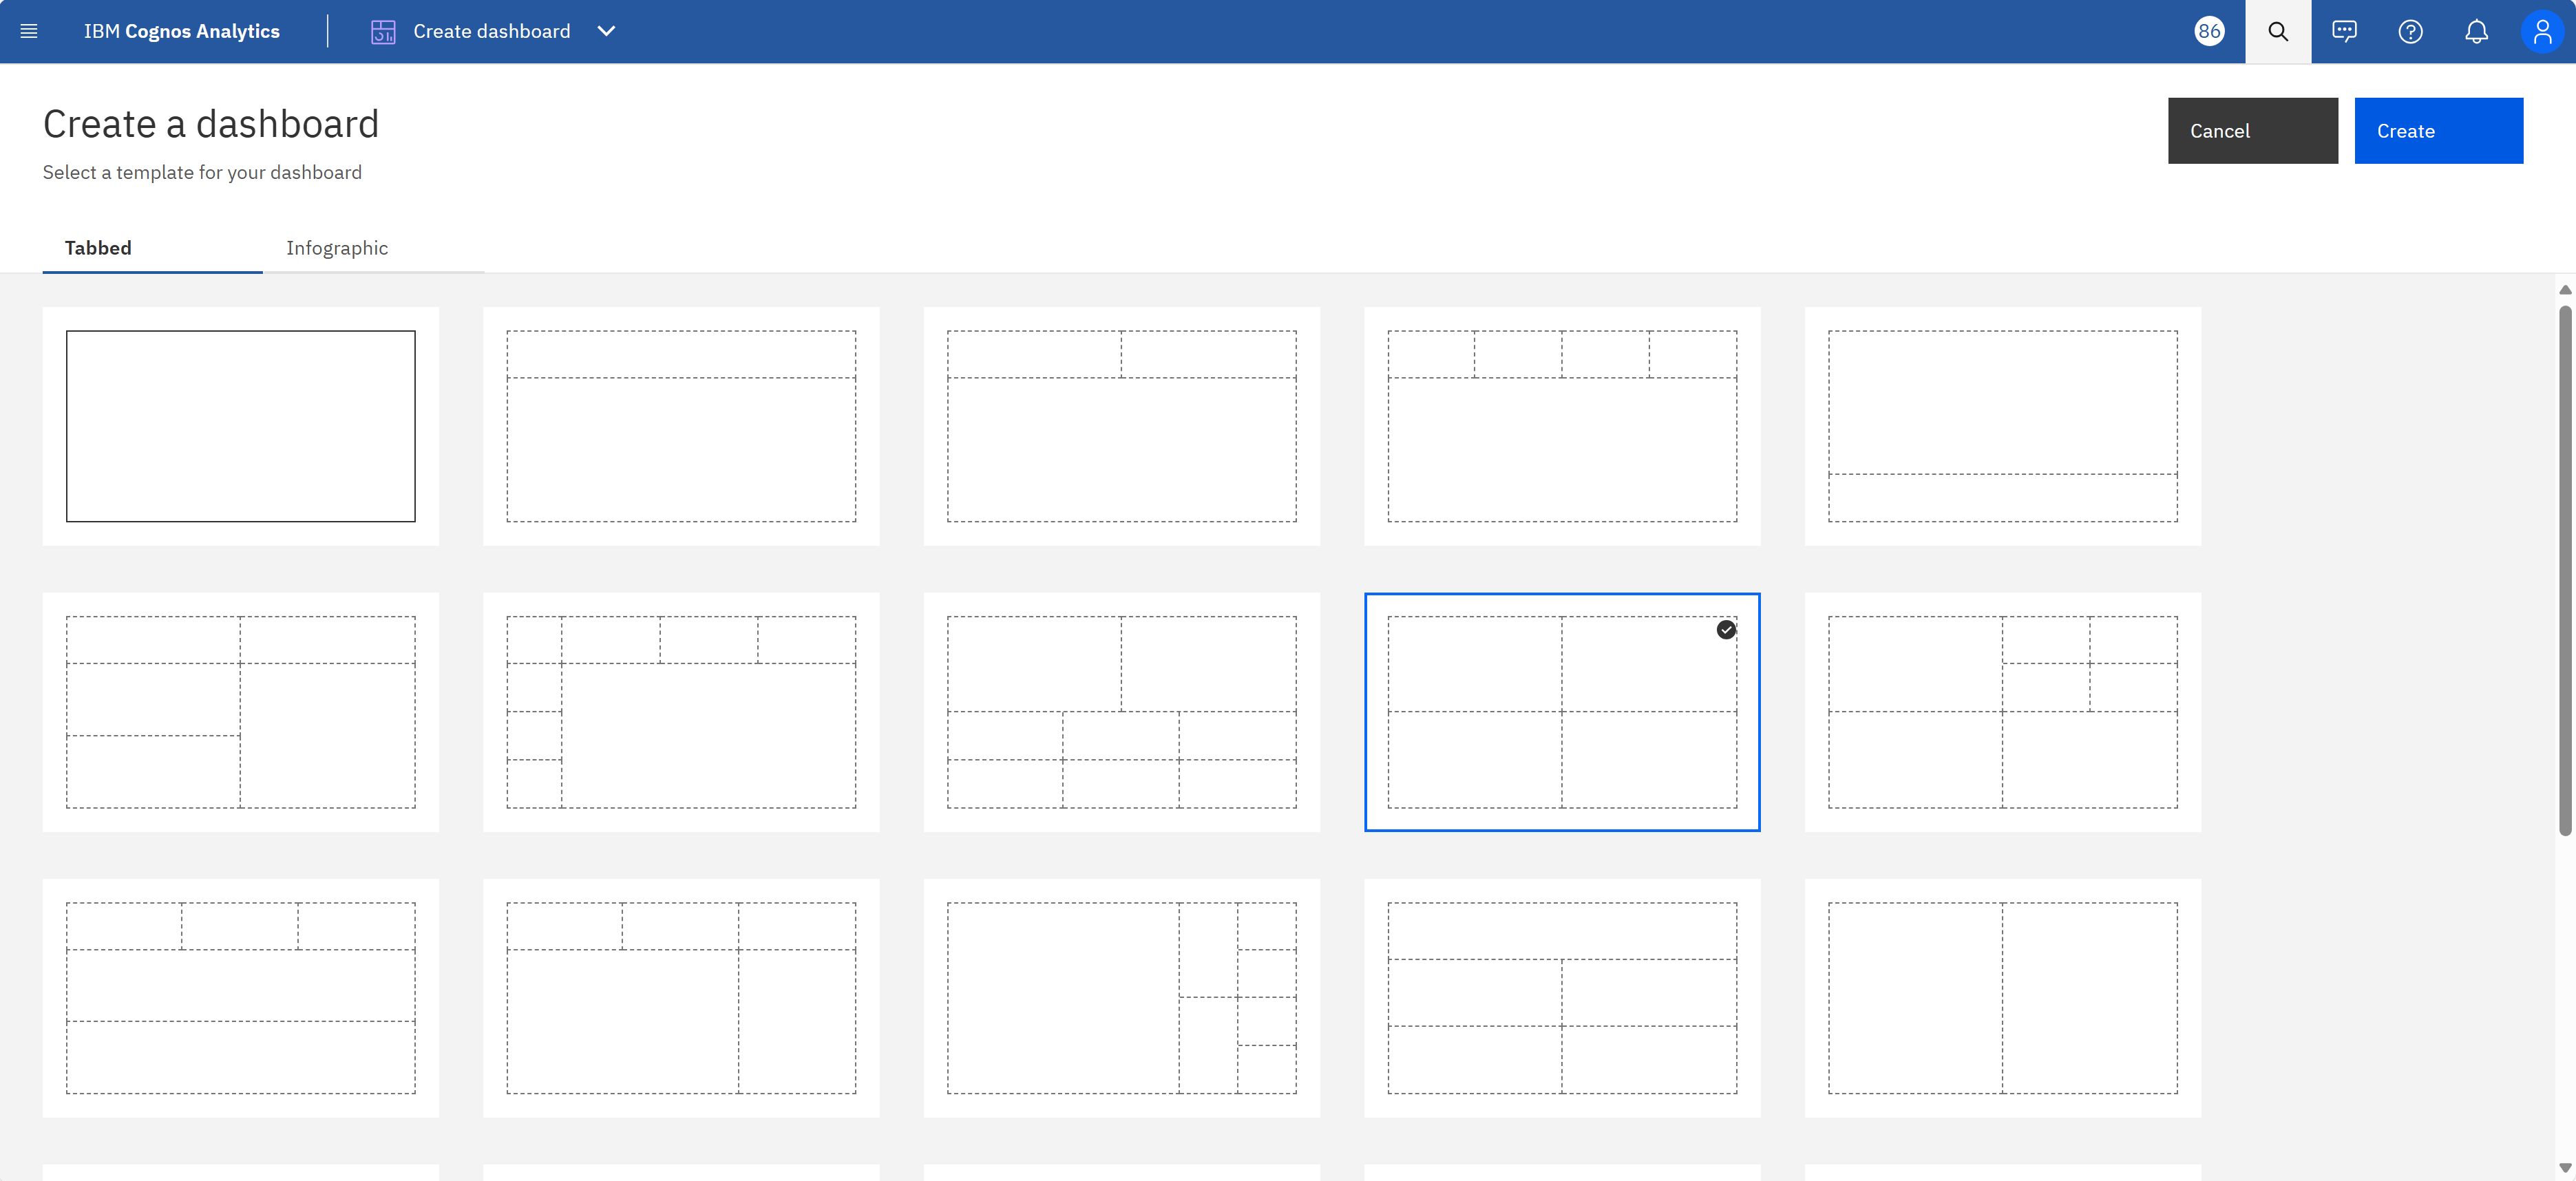 IBM Cognos Analytics
Create dashboard
86
Create a dashboard
Select a template for your dashboard
Cancel
Create
Tabbed
Infographic